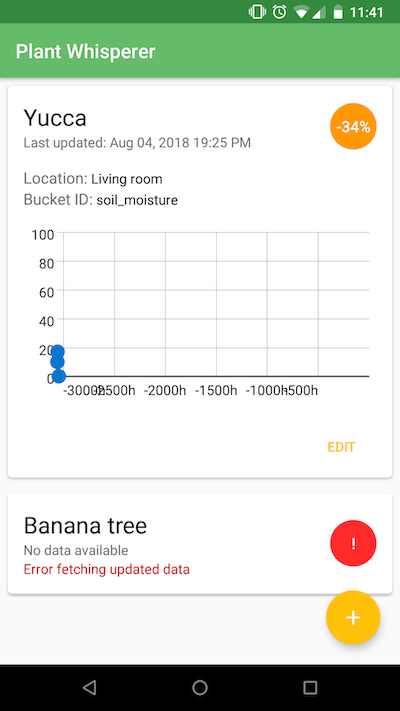 11:41
Plant Whisperer
Yucca
-34%
Last updated: Aug 04, 2018 19:25 PM
Location: Living room
Bucket ID: soil_moisture
100
80
60
40
20
0
-3000h -2500h -2000h -1500h -1000h -500h
EDIT
Banana tree
No data available
!
Error fetching updated data
+